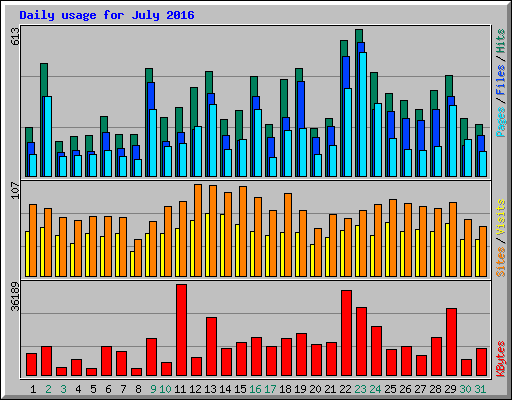 Daily usage for July 2016
613
Pages / Files / Hits
107
Sites / Visits
36189
KBytes
1 2 3 4 5 6 7 8 9 10 11 12 13 14 15 16 17 18 19 20 21 22 23 24 25 26 27 28 29 30 31